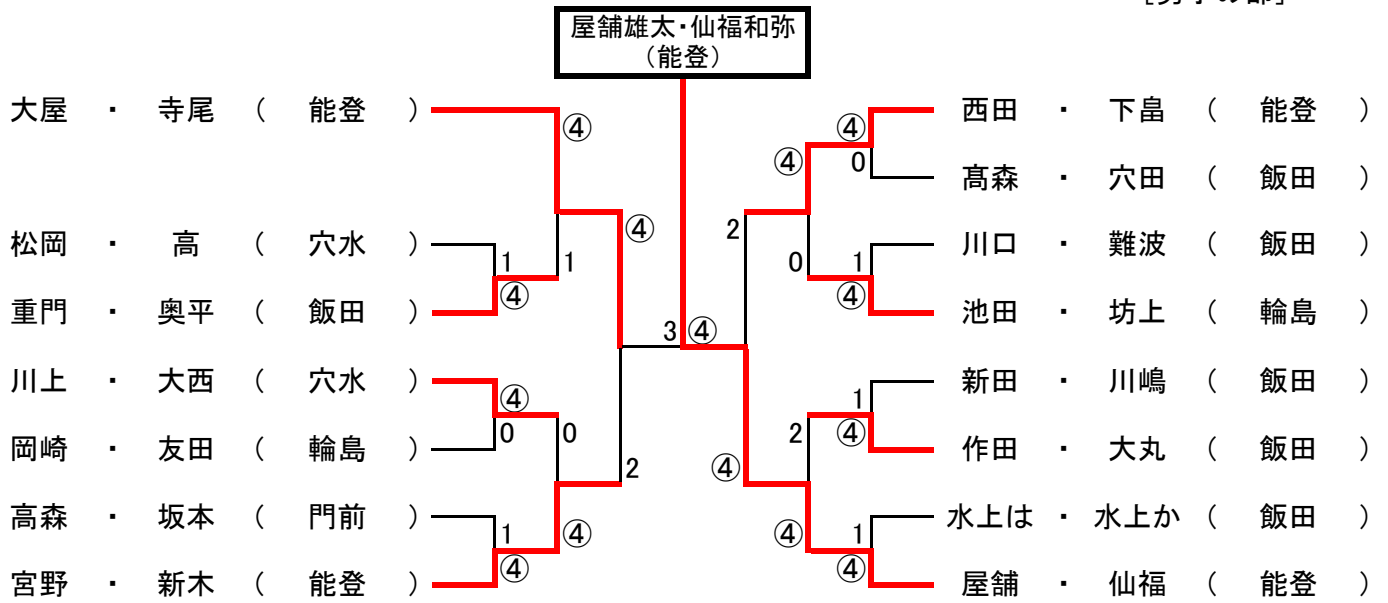 屋舗雄太・仙福和弥
（能登）
大屋 ・ 寺尾 （ 能登 ）
松岡 ・ 高 （ 穴水 ）
重門 ・ 奥平 （ 飯田 ）
川上 ・ 大西 （ 穴水 ）
岡崎 ・ 友田 （ 輪島 ）
高森 ・ 坂本 （ 門前 ）
宮野 ・ 新木 （ 能登 ）
④
1
1
④
④
④
0
0
2
1
④
④
3
④
西田 ・ 下畠 （ 能登 ）
髙森 ・ 穴田 （ 飯田 ）
川口 ・ 難波 （ 飯田 ）
池田 ・ 坊上 （ 輪島 ）
新田 ・ 川嶋 （ 飯田 ）
作田 ・ 大丸 （ 飯田 ）
水上は ・ 水上か （ 飯田 ）
屋舗 ・ 仙福 （ 能登 ）
④
④
0
2
0
1
④
1
2
④
④
④
1
④